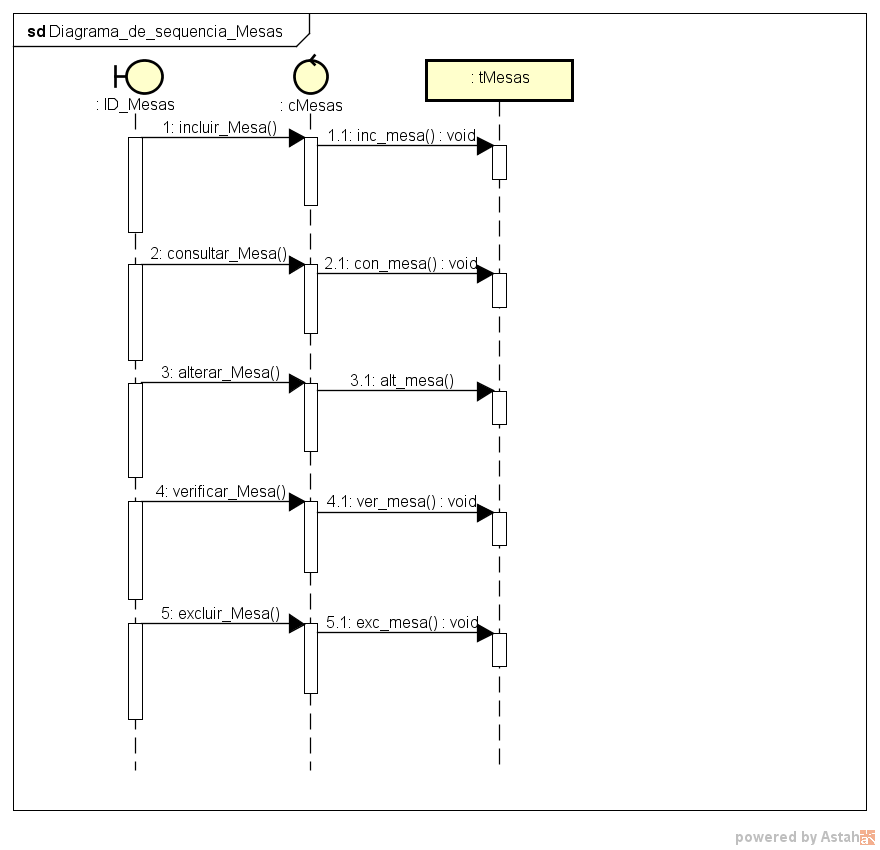 sd Diagrama_de_sequencia_Mesas
: ID_Mesas
: cMesas
: tMesas
1: incluir_Mesa()
1.1: inc_mesa() : void
2: consultar_Mesa()
2.1: con_mesa() : void
3: alterar_Mesa()
3.1: alt_mesa()
4: verificar_Mesa()
4.1: ver_mesa() : void
5: excluir_Mesa()
5.1: exc_mesa() : void
powered by Astah